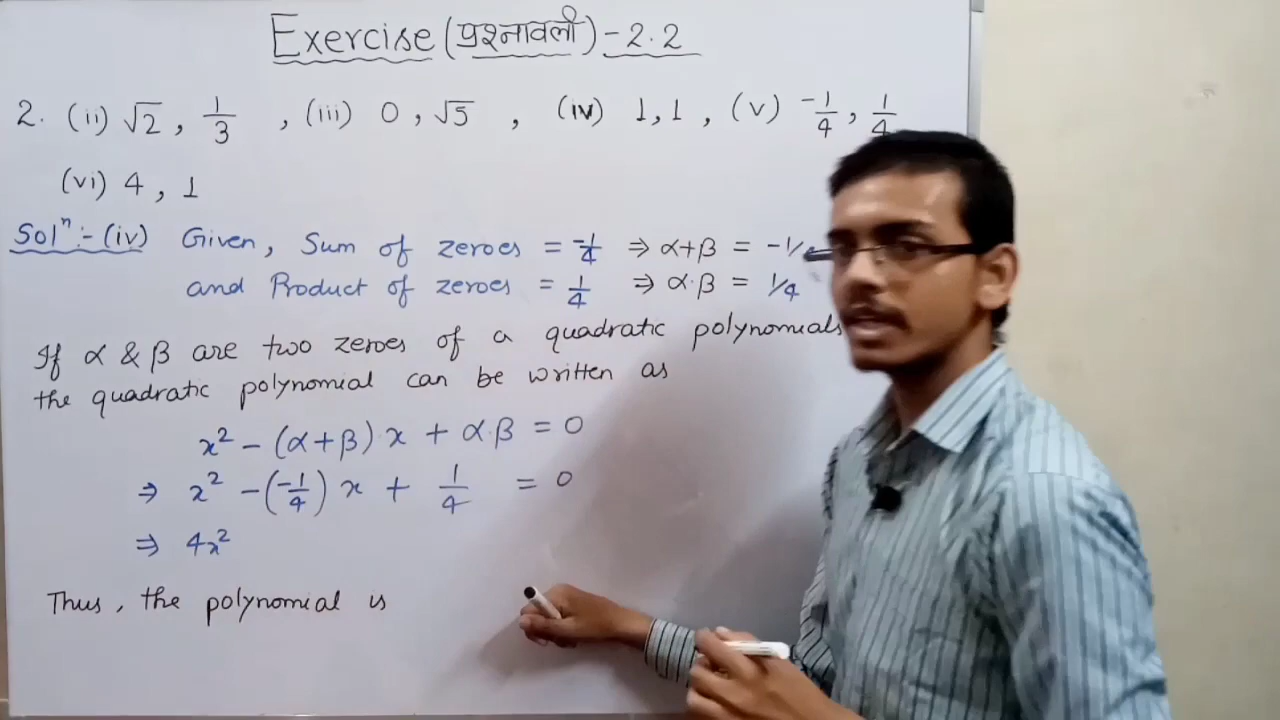 Exercise (प्रश्नावली) - 2.2
2. (ii) √2, 1/3 , (iii) 0, √5 , (iv) 1, 1, (v) -1/4, 1/4
(vi) 4, 1
Solⁿ:- (iv) Given, Sum of zeroes = -1/4 ⇒ α+β = -1/
and Product of zeroes = 1/4 ⇒ α·β = 1/4
If α & β are two zeroes of a quadratic polynomials
the quadratic polynomial can be written as
x² - (α+β)·x + α·β = 0
⇒ x² - (-1/4) x + 1/4 = 0
⇒ 4x²
Thus, the polynomial is